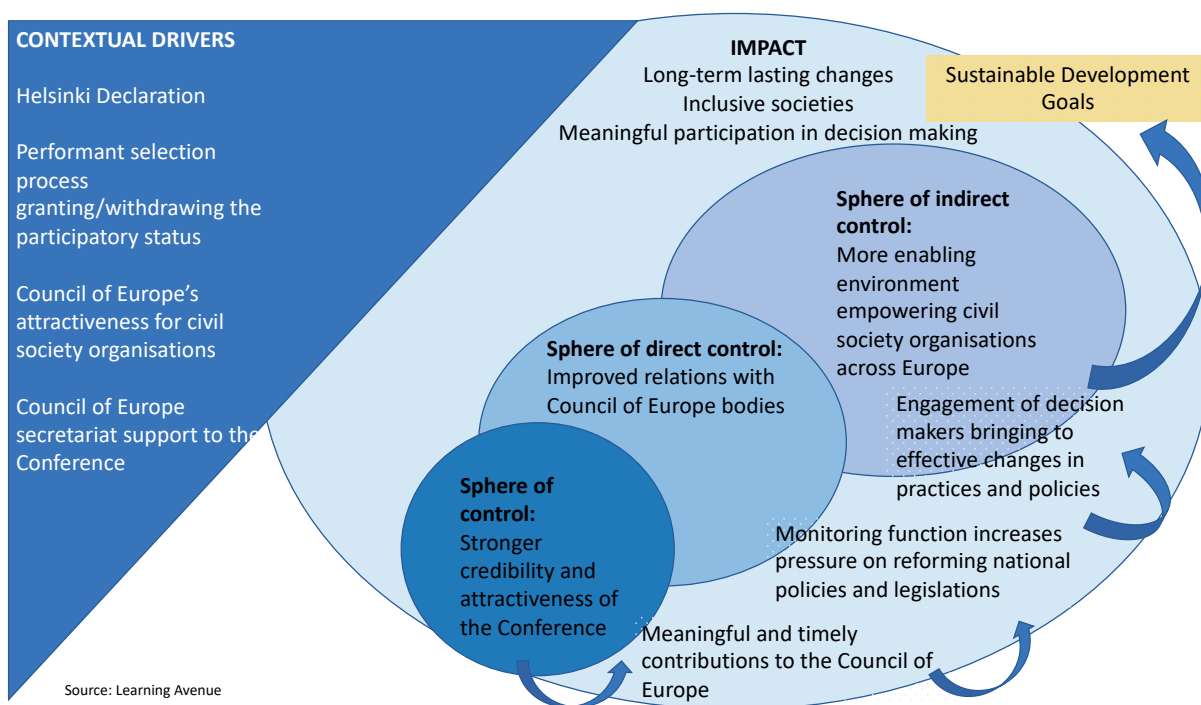 CONTEXTUAL DRIVERS
Helsinki Declaration
Performant selection
process
granting/withdrawing the
participatory status
Council of Europe’s
attractiveness for civil
society organisations
Council of Europe
secretariat support to the
Conference
IMPACT
Long-term lasting changes
Inclusive societies
Meaningful participation in decision making
Sustainable Development
Goals
Sphere of indirect
control:
More enabling
environment
empowering civil
society organisations
across Europe
Sphere of direct control:
Improved relations with
Council of Europe bodies
Engagement of decision
makers bringing to
effective changes in
practices and policies
Sphere of
control:
Stronger
credibility and
attractiveness of
the Conference
Monitoring function increases
pressure on reforming national
policies and legislations
Meaningful and timely
contributions to the Council of
Europe
Source: Learning Avenue